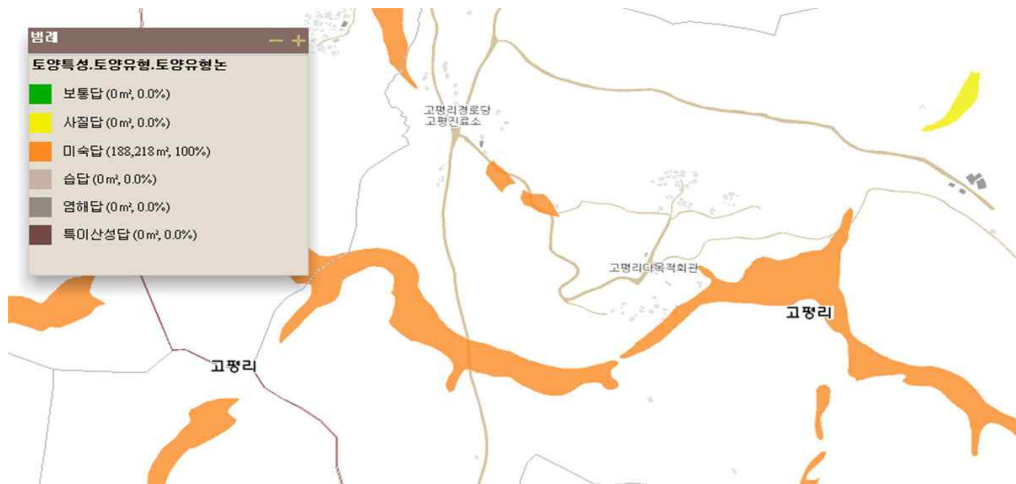 범례
토양특성.토양유형.토양유형논
보통답 (0㎡, 0.0%)
사질답 (0㎡, 0.0%)
미숙답 (188,218㎡, 100%)
습답 (0㎡, 0.0%)
염해답 (0㎡, 0.0%)
특이산성답 (0㎡, 0.0%)
고평리경로당
고평진료소
고평리다목적회관
고평리
고평리